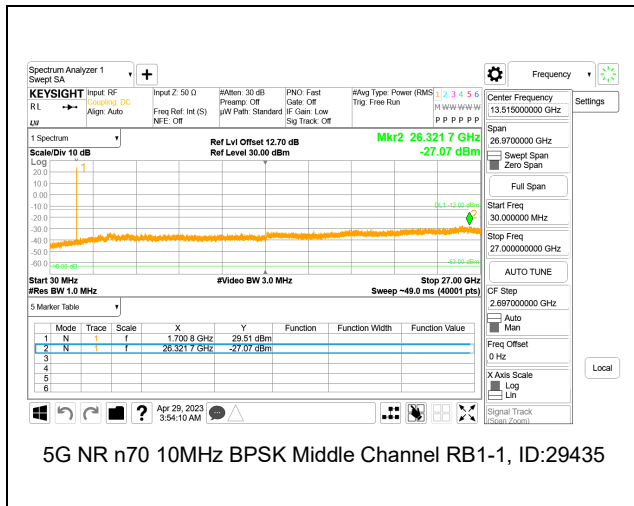 Spectrum Analyzer 1
Swept SA
+
Frequency
Settings
KEYSIGHT
RL
LXI
Input: RF
Coupling: DC
Align: Auto
Input Z: 50 Ω
Freq Ref: Int (S)
NFE: Off
#Atten: 30 dB
Preamp: Off
µW Path: Standard
PNO: Fast
Gate: Off
IF Gain: Low
Sig Track: Off
#Avg Type: Power (RMS
Trig: Free Run
1 2 3 4 5 6
M W W W W W
P P P P P P
1 Spectrum
Scale/Div 10 dB
Ref Lvl Offset 12.70 dB
Ref Level 30.00 dBm
Mkr2 26.321 7 GHz
-27.07 dBm
Log
20.0
10.0
0.00
-10.0
-20.0
-30.0
-40.0
-50.0
-60.0
1
2
DL1 -13.00 dBm
Start 30 MHz
#Res BW 1.0 MHz
#Video BW 3.0 MHz
Stop 27.00 GHz
Sweep ~49.0 ms (40001 pts)
5 Marker Table
Mode Trace Scale X Y Function Function Width Function Value
1 N 1 f 1.700 8 GHz 29.51 dBm
2 N 1 f 26.321 7 GHz -27.07 dBm
3
4
5
6
Apr 29, 2023
3:54:10 AM
?
Center Frequency
13.515000000 GHz
Span
26.9700000 GHz
Swept Span
Zero Span
Full Span
Start Freq
30.000000 MHz
Stop Freq
27.000000000 GHz
AUTO TUNE
CF Step
2.697000000 GHz
Auto
Man
Freq Offset
0 Hz
X Axis Scale
Log
Lin
Signal Track
(Span Zoom)
Local
5G NR n70 10MHz BPSK Middle Channel RB1-1, ID:29435